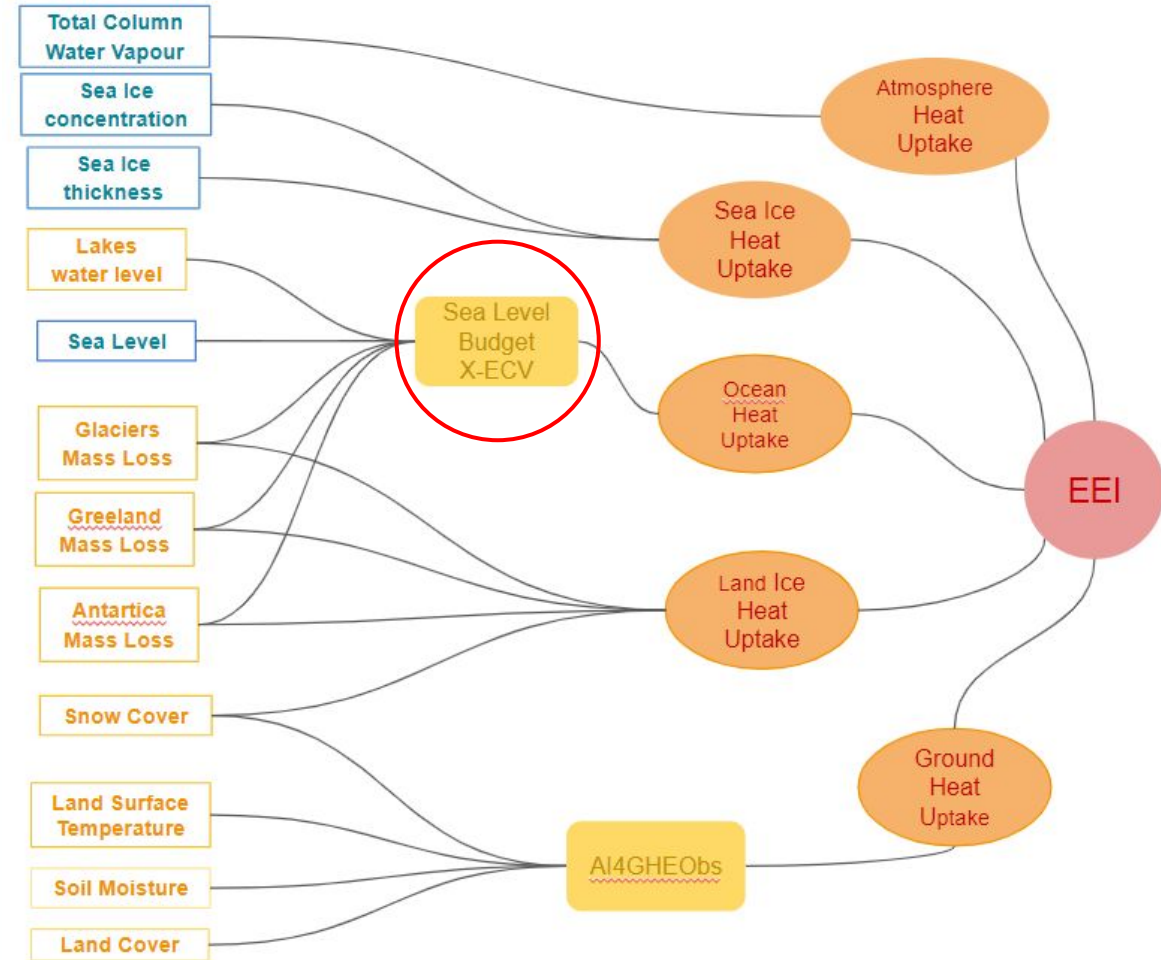 Total Column
Water Vapour
Sea Ice
concentration
Sea Ice
thickness
Lakes
water level
Sea Level
Glaciers
Mass Loss
Greeland
Mass Loss
Antartica
Mass Loss
Snow Cover
Land Surface
Temperature
Soil Moisture
Land Cover
Sea Level
Budget
X-ECV
AI4GHEObs
Atmosphere
Heat
Uptake
Sea Ice
Heat
Uptake
Ocean
Heat
Uptake
Land Ice
Heat
Uptake
Ground
Heat
Uptake
EEI